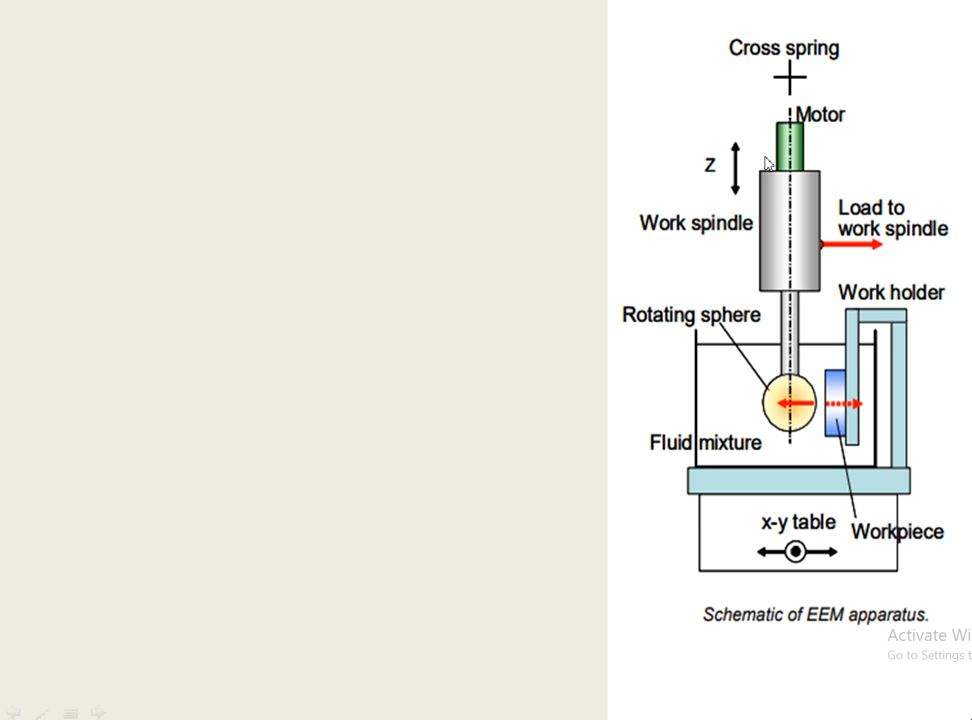 Cross spring
Motor
Z
Work spindle
Load to
work spindle
Work holder
Rotating sphere
Fluid mixture
x-y table
Workpiece
Schematic of EEM apparatus.
Activate Wi
Go to Settings t